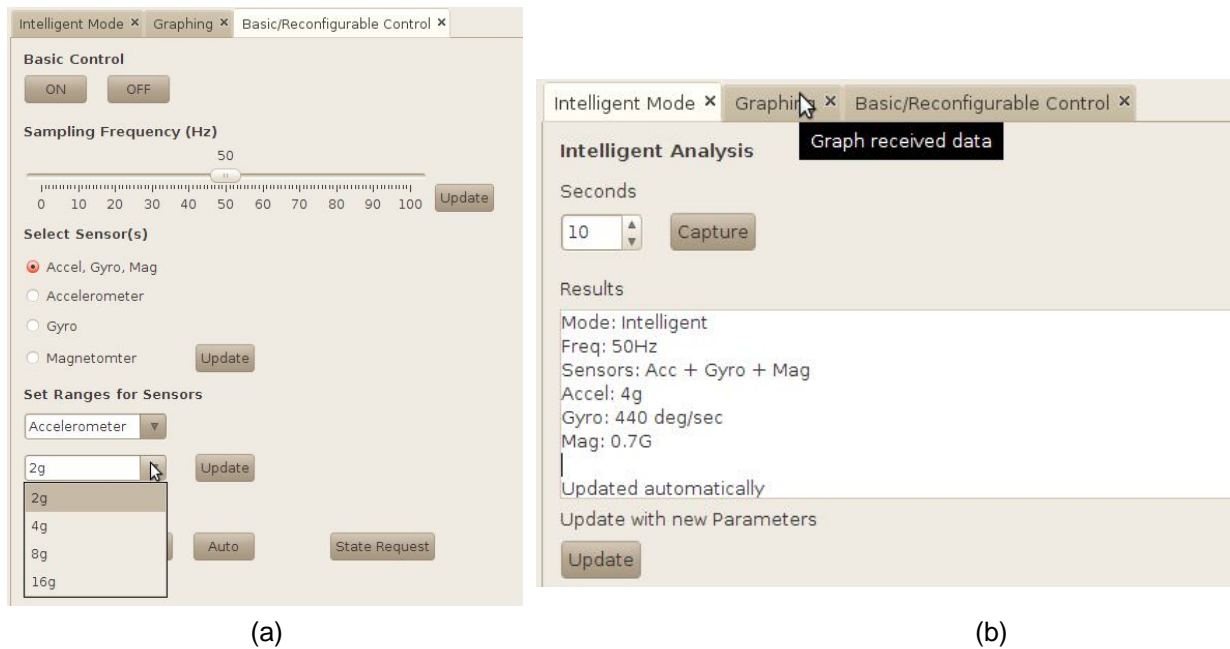 Intelligent Mode × Graphing × Basic/Reconfigurable Control ×
Basic Control
ON OFF
Sampling Frequency (Hz)
50
0 10 20 30 40 50 60 70 80 90 100 Update
Select Sensor(s)
Accel, Gyro, Mag
Accelerometer
Gyro
Magnetomter Update
Set Ranges for Sensors
Accelerometer
2g Update
2g
4g
8g
16g
Auto State Request
(a)
Intelligent Mode × Graphing × Basic/Reconfigurable Control ×
Graph received data
Intelligent Analysis
Seconds
10 Capture
Results
Mode: Intelligent
Freq: 50Hz
Sensors: Acc + Gyro + Mag
Accel: 4g
Gyro: 440 deg/sec
Mag: 0.7G
Updated automatically
Update with new Parameters
Update
(b)